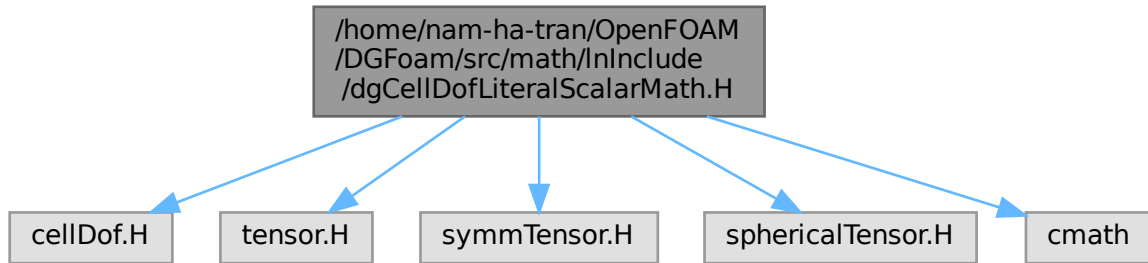 /home/nam-ha-tran/OpenFOAM
/DGFoam/src/math/lnInclude
/dgCellDofLiteralScalarMath.H
cellDof.H
tensor.H
symmTensor.H
sphericalTensor.H
cmath